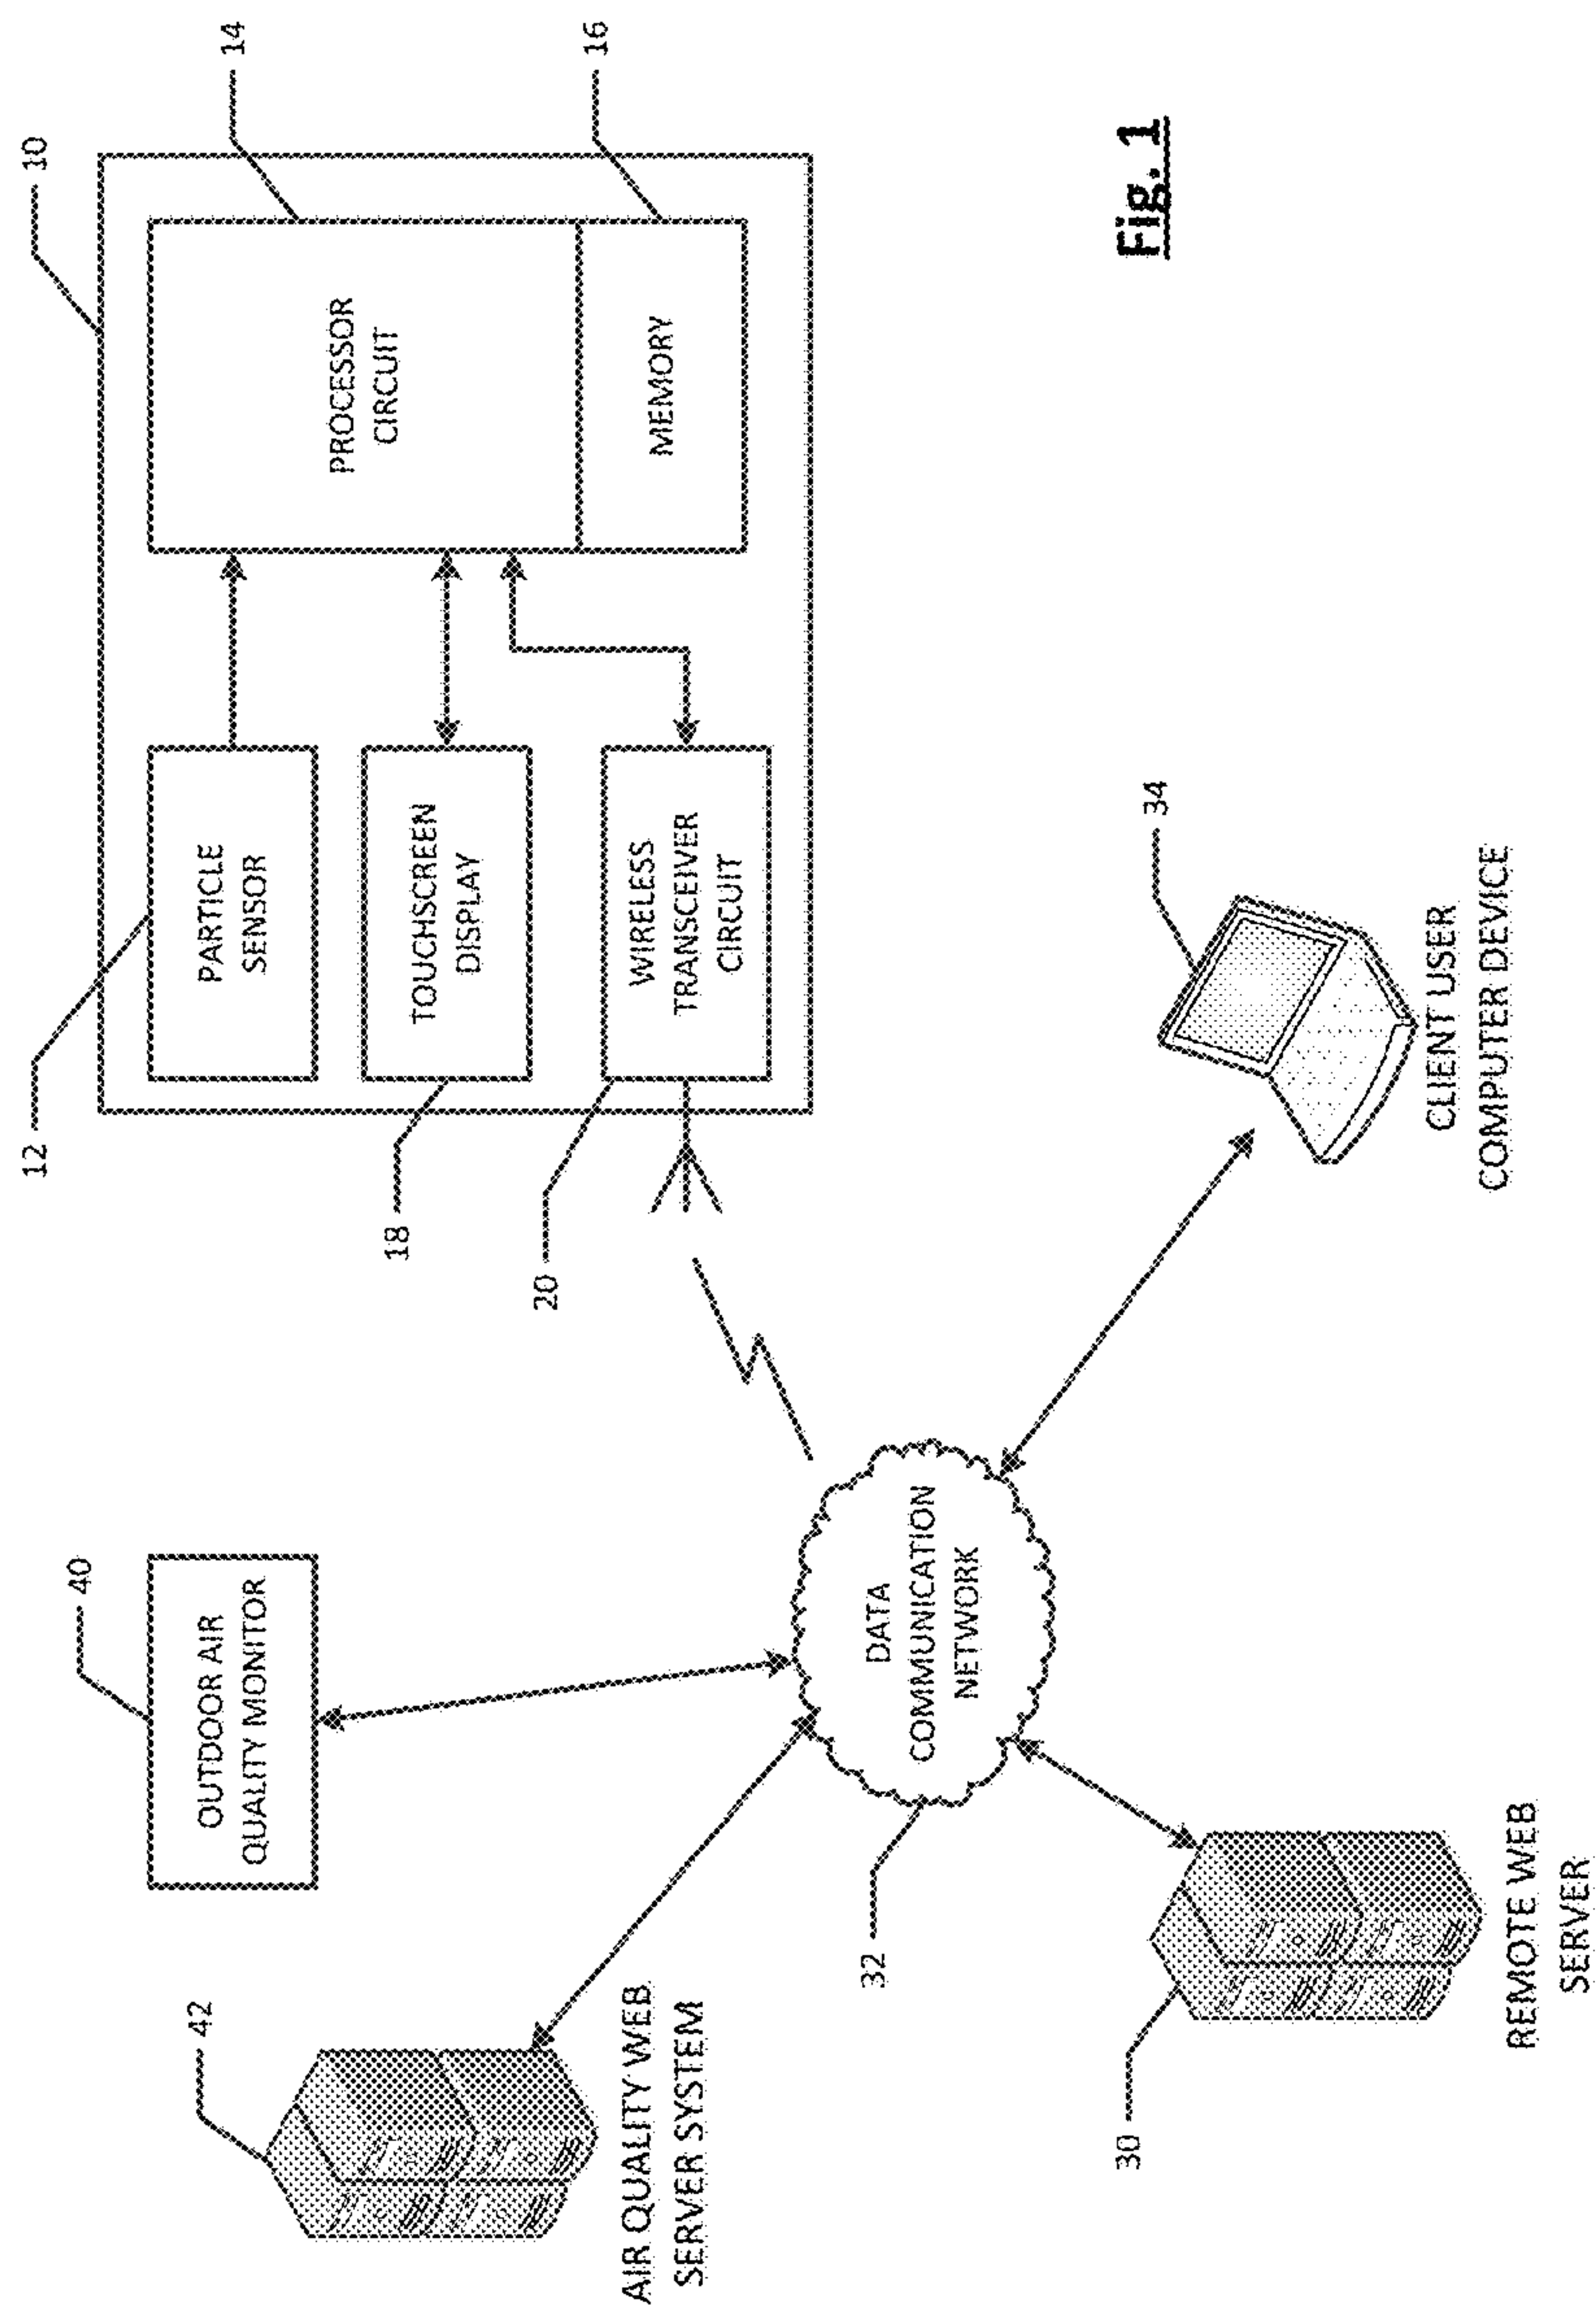 42
AIR QUALITY WEB
SERVER SYSTEM
40
OUTDOOR AIR
QUALITY MONITOR
12
10
PARTICLE
SENSOR
14
PROCESSOR
CIRCUIT
18
TOUCHSCREEN
DISPLAY
16
MEMORY
20
WIRELESS
TRANSCEIVER
CIRCUIT
32
DATA
COMMUNICATION
NETWORK
30
REMOTE WEB
SERVER
34
CLIENT USER
COMPUTER DEVICE
Fig. 1